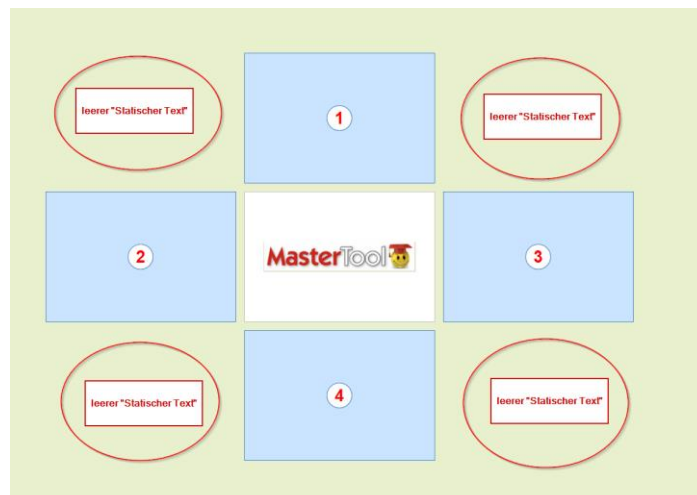 leerer "Statischer Text"
1
leerer "Statischer Text"
2
MasterTool
3
leerer "Statischer Text"
4
leerer "Statischer Text"